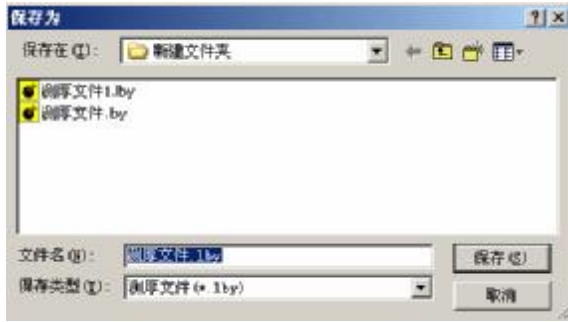 保存为
保存在(I): 新建文件夹
测厚文件1.lby
测厚文件.lby
文件名(N): 测厚文件.lby 保存(S)
保存类型(T): 测厚文件(*.lby) 取消